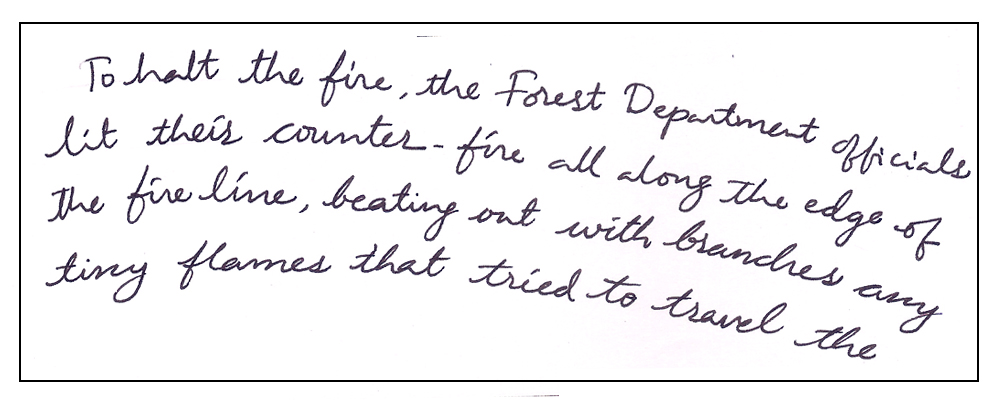 To halt the fire, the Forest Department officials
lit their counter-fire all along the edge of
the fire line, beating out with branches any
tiny flames that tried to travel the